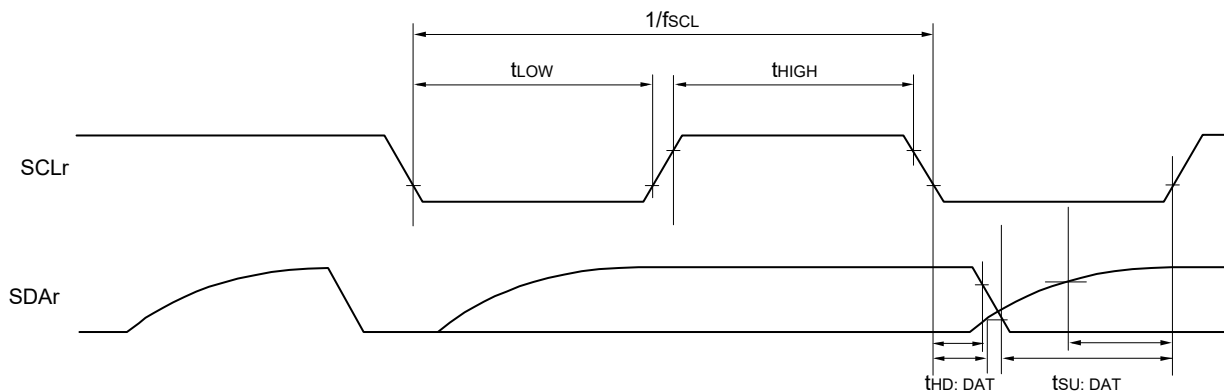 1/fSCL
tLOW
tHIGH
SCLr
SDAr
tHD: DAT
tSU: DAT